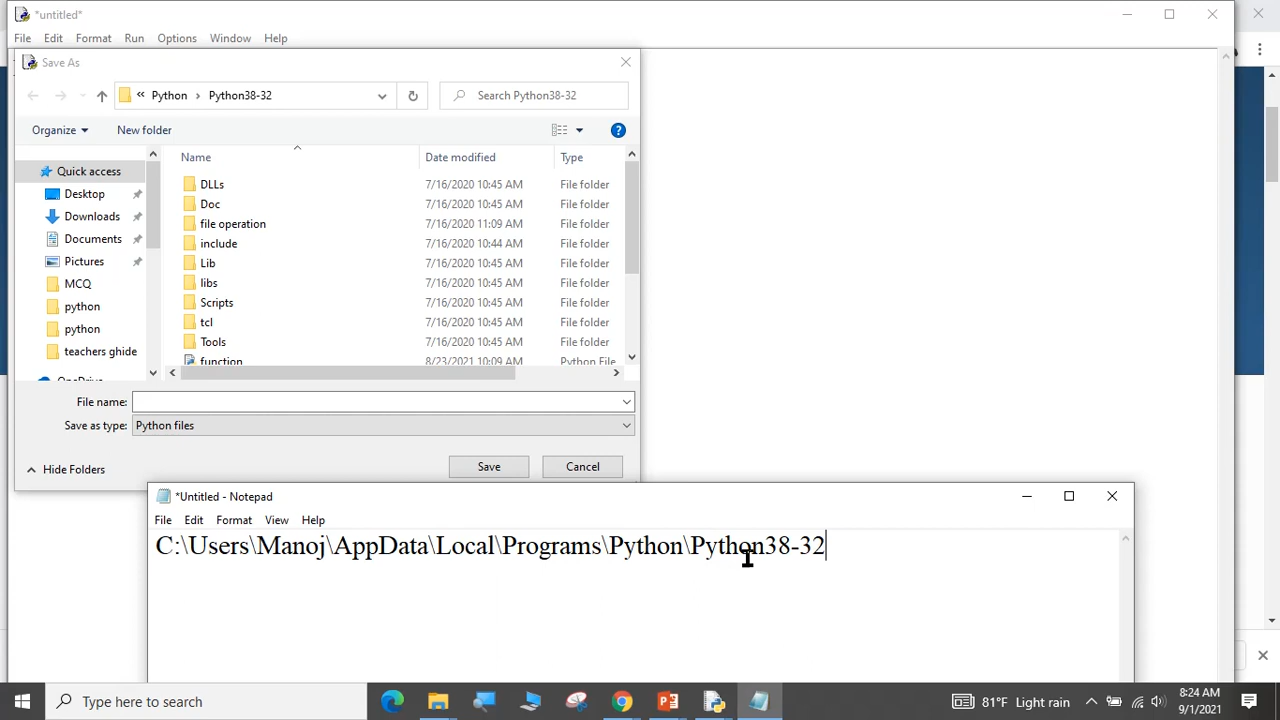 *untitled*
File Edit Format Run Options Window Help
Save As
« Python › Python38-32
Search Python38-32
Organize New folder
Name Date modified Type
Quick access
Desktop
Downloads
Documents
Pictures
MCQ
python
python
teachers ghide
OneDrive
DLLs 7/16/2020 10:45 AM File folder
Doc 7/16/2020 10:45 AM File folder
file operation 7/16/2020 11:09 AM File folder
include 7/16/2020 10:44 AM File folder
Lib 7/16/2020 10:45 AM File folder
libs 7/16/2020 10:45 AM File folder
Scripts 7/16/2020 10:45 AM File folder
tcl 7/16/2020 10:45 AM File folder
Tools 7/16/2020 10:45 AM File folder
function 8/23/2021 10:09 AM Python File
File name:
Save as type: Python files
Hide Folders Save Cancel
*Untitled - Notepad
File Edit Format View Help
C:\Users\Manoj\AppData\Local\Programs\Python\Python38-32
Type here to search
81°F Light rain
8:24 AM
9/1/2021